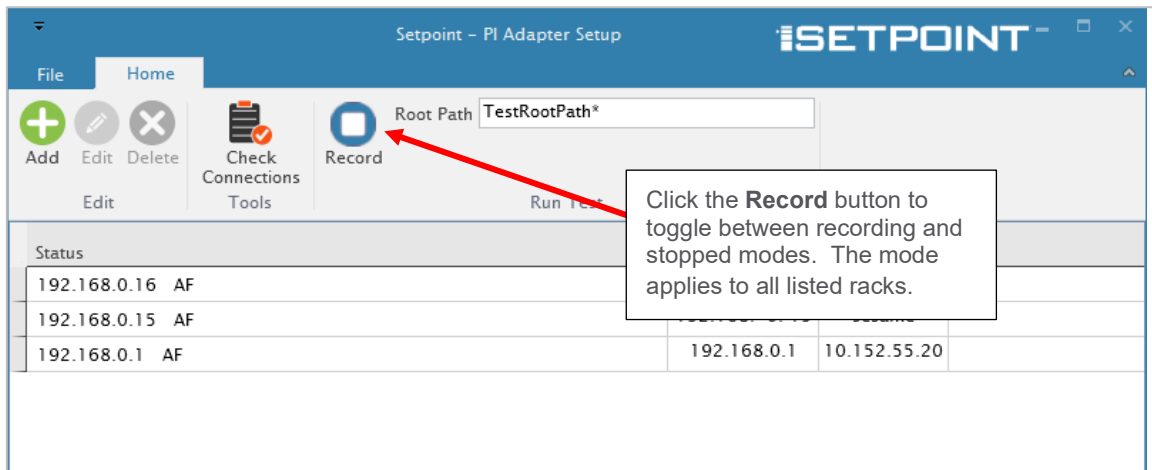 Setpoint – PI Adapter Setup
SETPOINT
File Home
Root Path TestRootPath*
Add Edit Delete Check Connections Record
Edit Tools Run Test
Click the Record button to
toggle between recording and
stopped modes. The mode
applies to all listed racks.
Status
192.168.0.16 AF
192.168.0.15 AF
192.168.0.1 AF 192.168.0.1 10.152.55.20